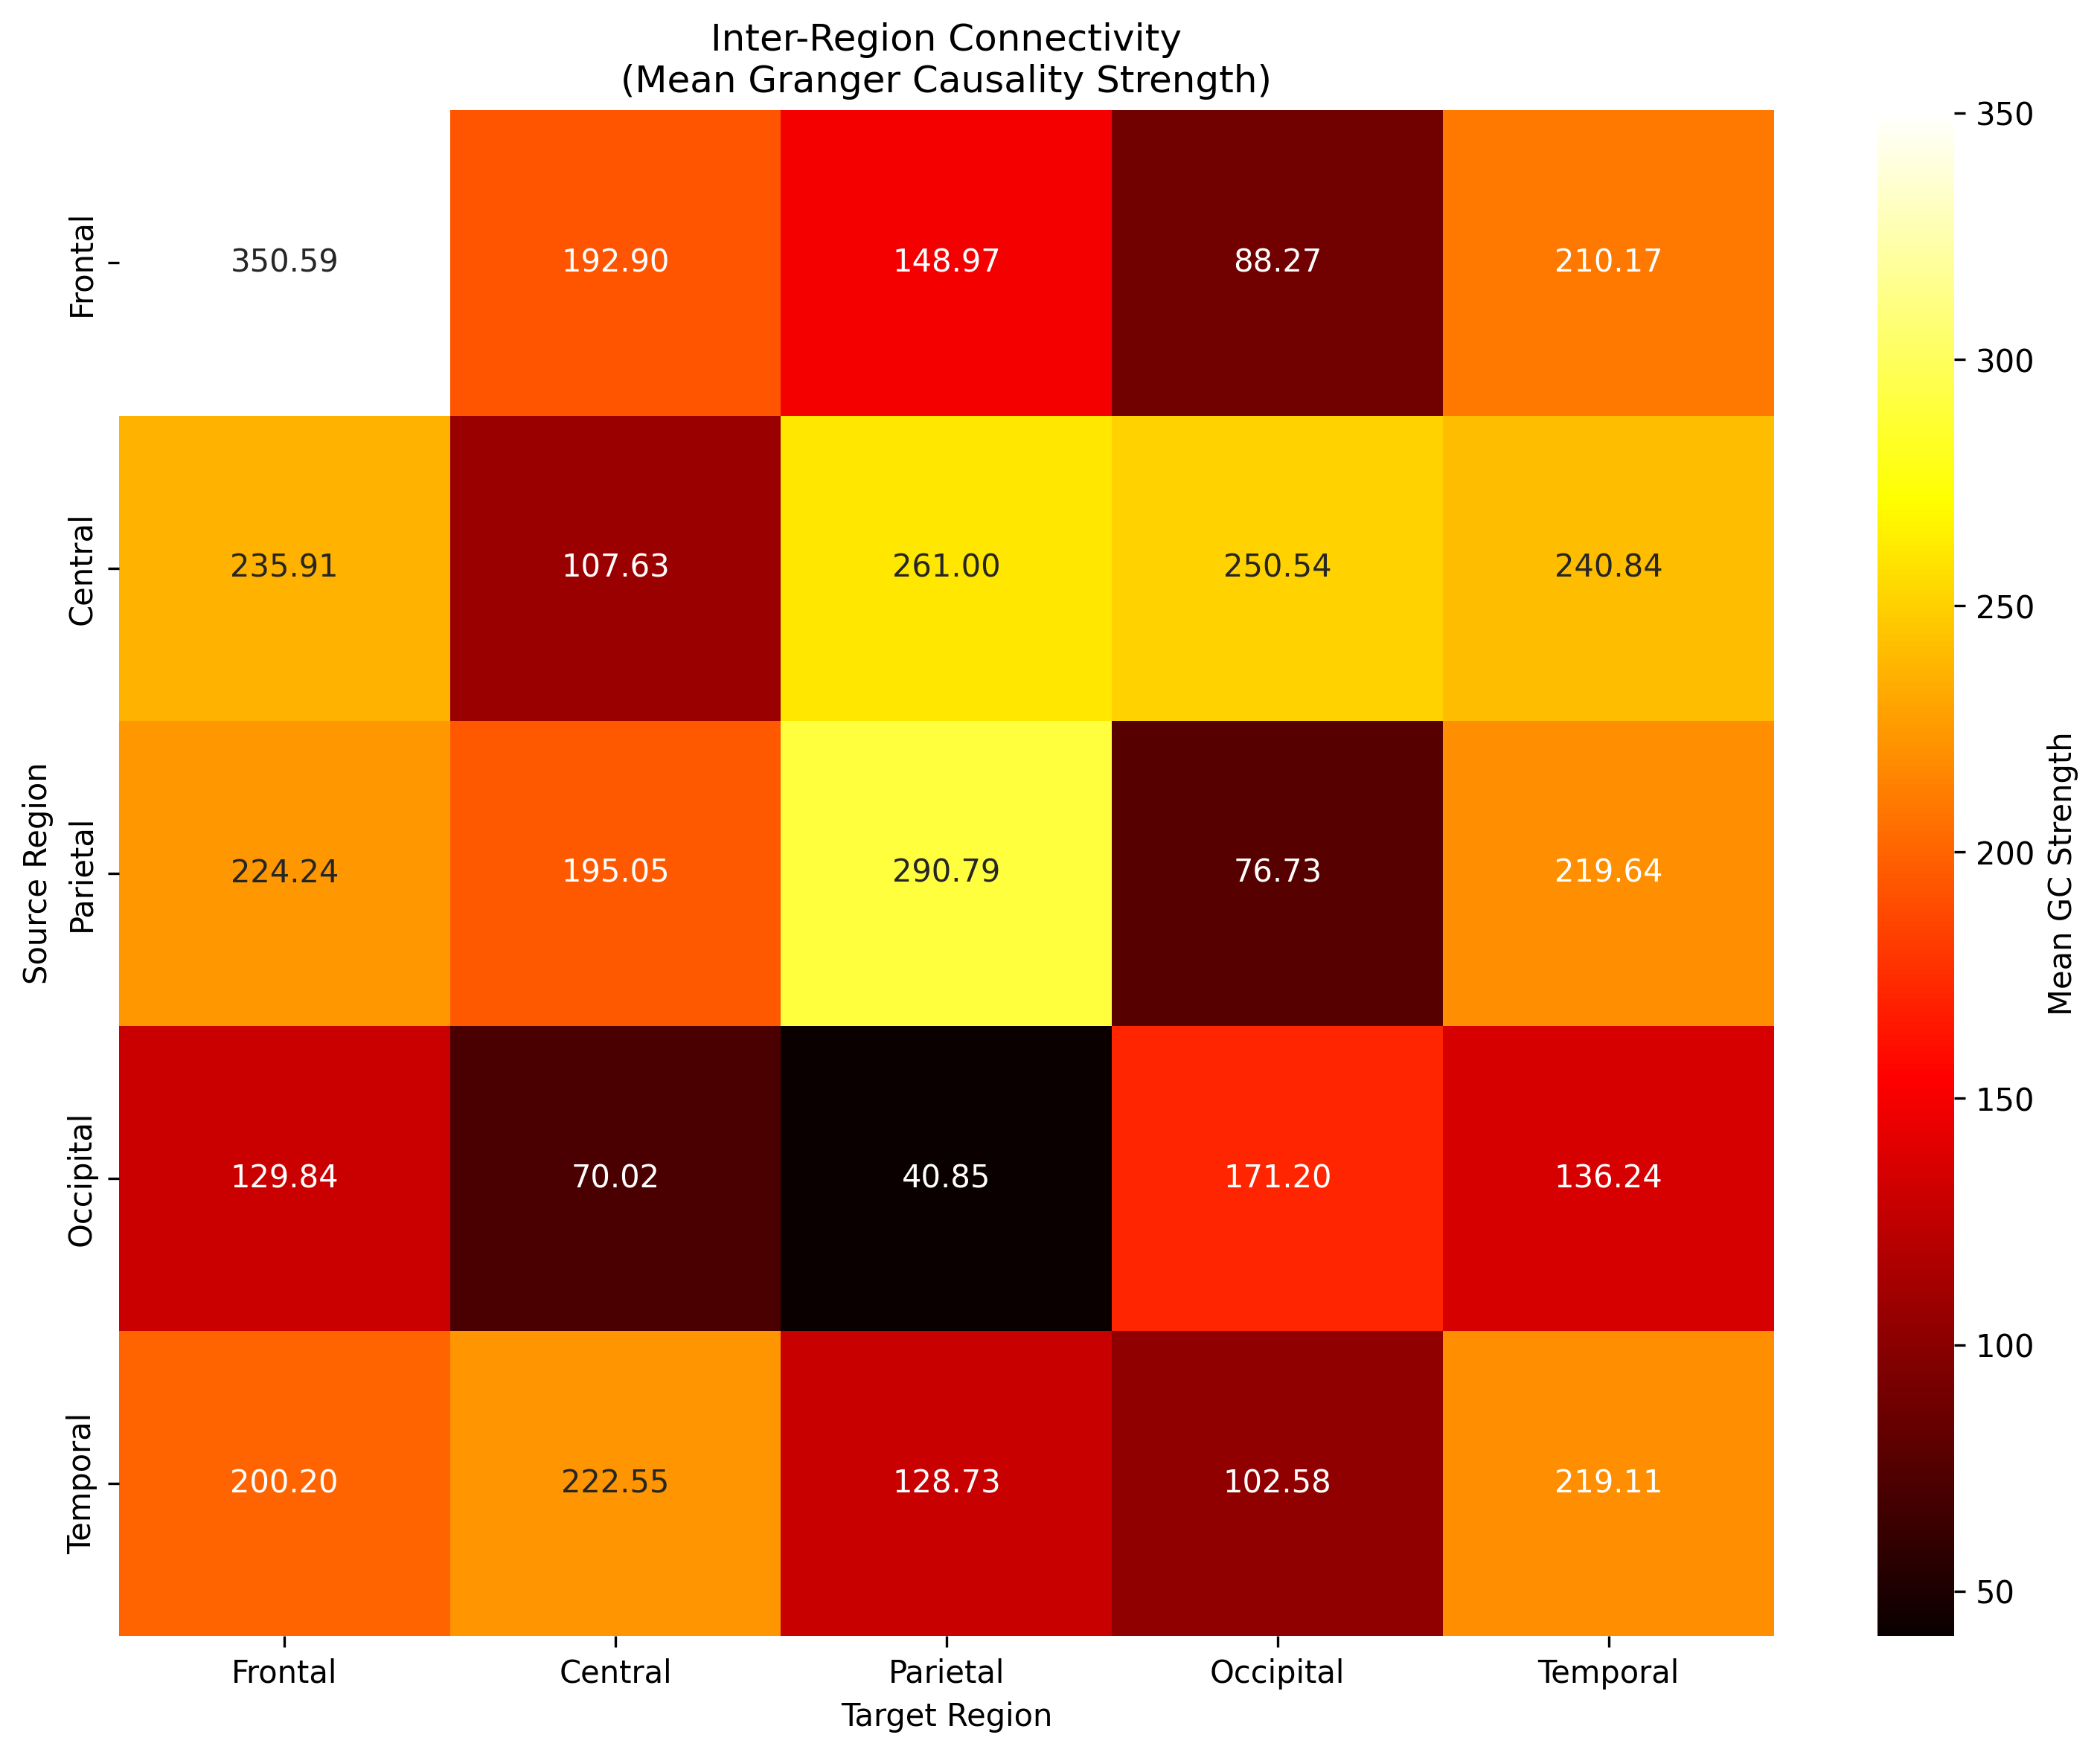 Inter-Region Connectivity
(Mean Granger Causality Strength)
Source Region
Frontal
350.59 192.90 148.97 88.27 210.17
Central
235.91 107.63 261.00 250.54 240.84
Parietal
224.24 195.05 290.79 76.73 219.64
Occipital
129.84 70.02 40.85 171.20 136.24
Temporal
200.20 222.55 128.73 102.58 219.11
Frontal Central Parietal Occipital Temporal
Target Region
350
300
250
200
150
100
50
Mean GC Strength